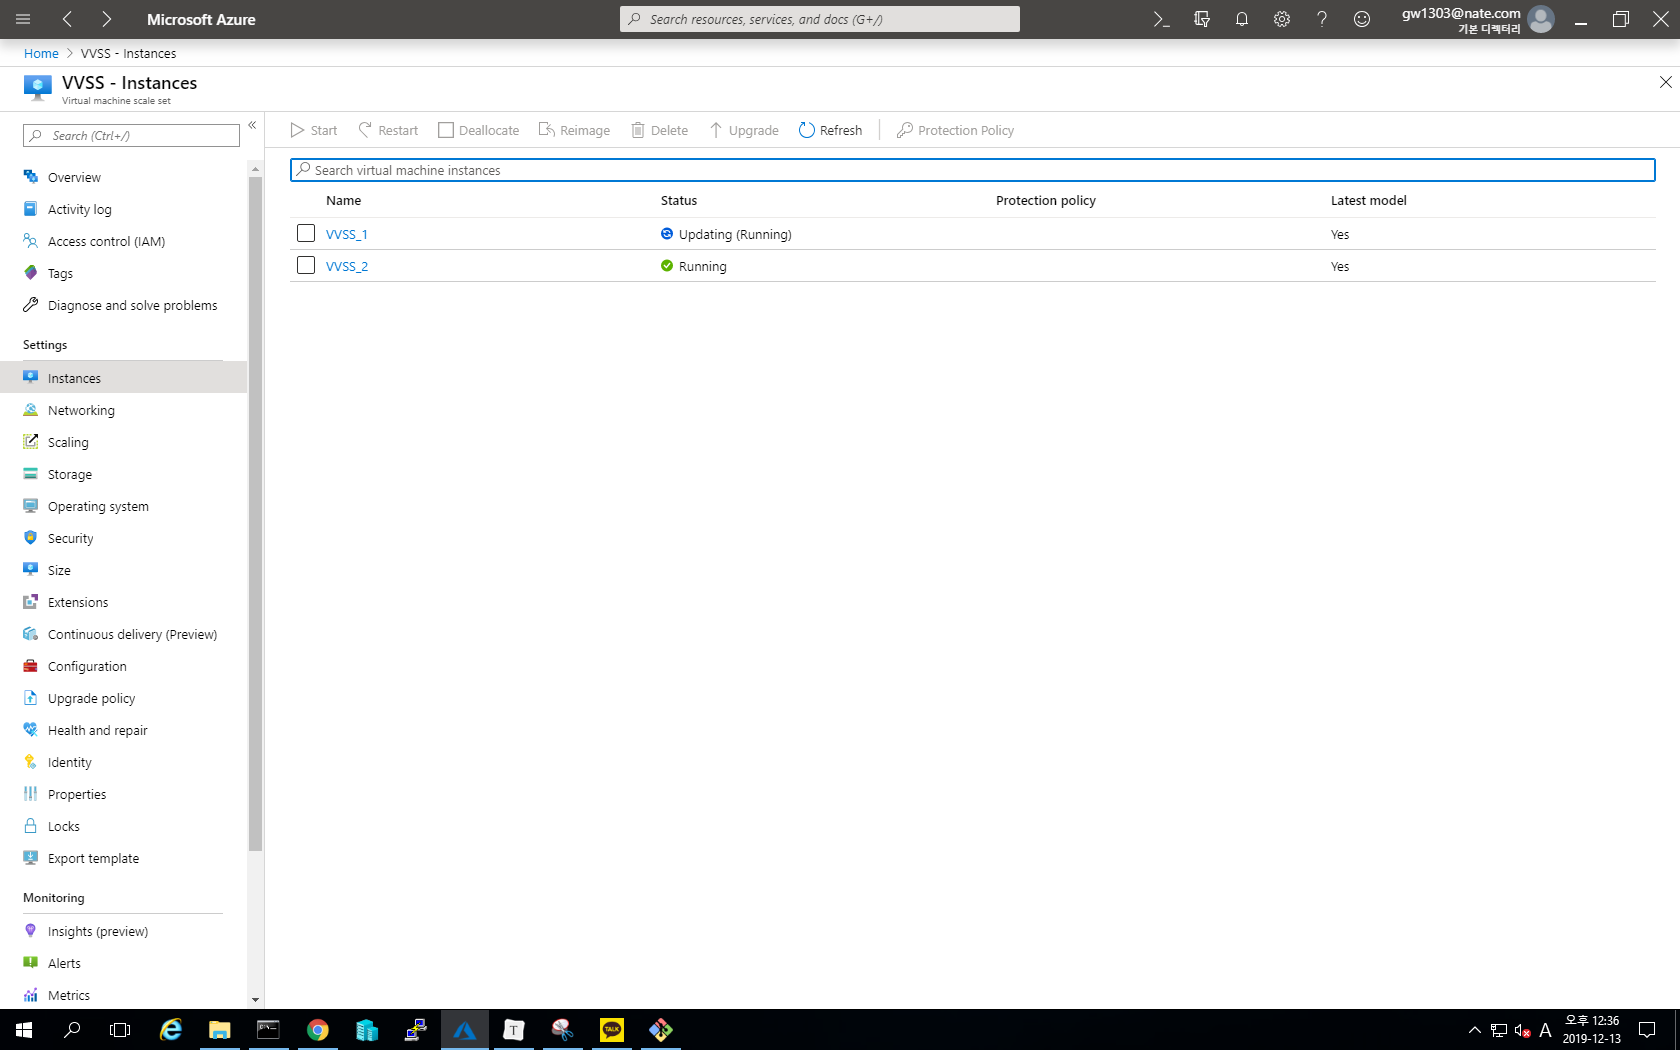 Microsoft Azure
Search resources, services, and docs (G+/)
gw1303@nate.com
기본 디렉터리
Home > VVSS - Instances
VVSS - Instances
Virtual machine scale set
Search (Ctrl+/)
Start Restart Deallocate Reimage Delete Upgrade Refresh Protection Policy
Search virtual machine instances
Name Status Protection policy Latest model
VVSS_1 Updating (Running) Yes
VVSS_2 Running Yes
Overview
Activity log
Access control (IAM)
Tags
Diagnose and solve problems
Settings
Instances
Networking
Scaling
Storage
Operating system
Security
Size
Extensions
Continuous delivery (Preview)
Configuration
Upgrade policy
Health and repair
Identity
Properties
Locks
Export template
Monitoring
Insights (preview)
Alerts
Metrics
T
TALK
A
오후 12:36
2019-12-13